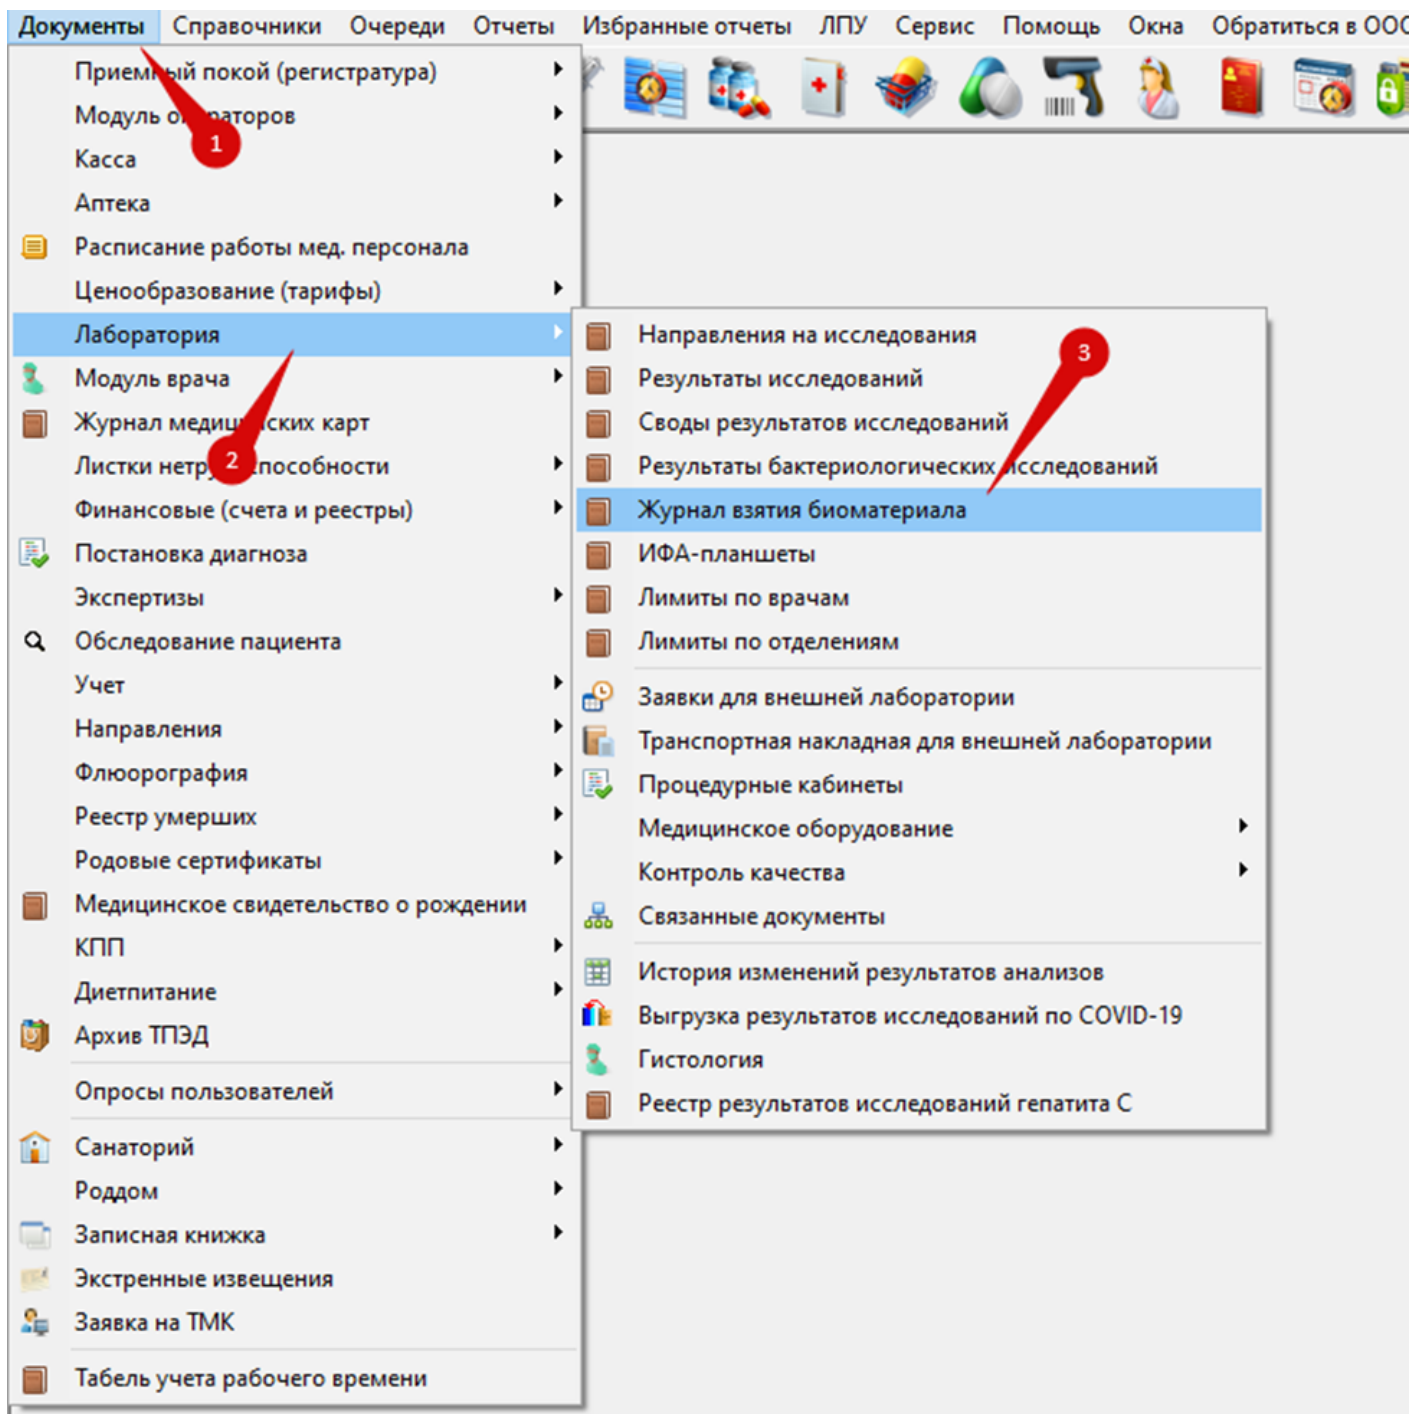 Документы Справочники Очереди Отчеты Избранные отчеты ЛПУ Сервис Помощь Окна Обратиться в ООС
Приемный покой (регистратура)
Модуль операторов
1
Касса
Аптека
Расписание работы мед. персонала
Ценообразование (тарифы)
Лаборатория
Модуль врача
Журнал медицинских карт
Листки нетрудоспособности
2
Финансовые (счета и реестры)
Постановка диагноза
Экспертизы
Обследование пациента
Учет
Направления
Флюорография
Реестр умерших
Родовые сертификаты
Медицинское свидетельство о рождении
КПП
Диетпитание
Архив ТПЭД
Опросы пользователей
Санаторий
Роддом
Записная книжка
Экстренные извещения
Заявка на ТМК
Табель учета рабочего времени
Направления на исследования
3
Результаты исследований
Своды результатов исследований
Результаты бактериологических исследований
Журнал взятия биоматериала
ИФА-планшеты
Лимиты по врачам
Лимиты по отделениям
Заявки для внешней лаборатории
Транспортная накладная для внешней лаборатории
Процедурные кабинеты
Медицинское оборудование
Контроль качества
Связанные документы
История изменений результатов анализов
Выгрузка результатов исследований по COVID-19
Гистология
Реестр результатов исследований гепатита С